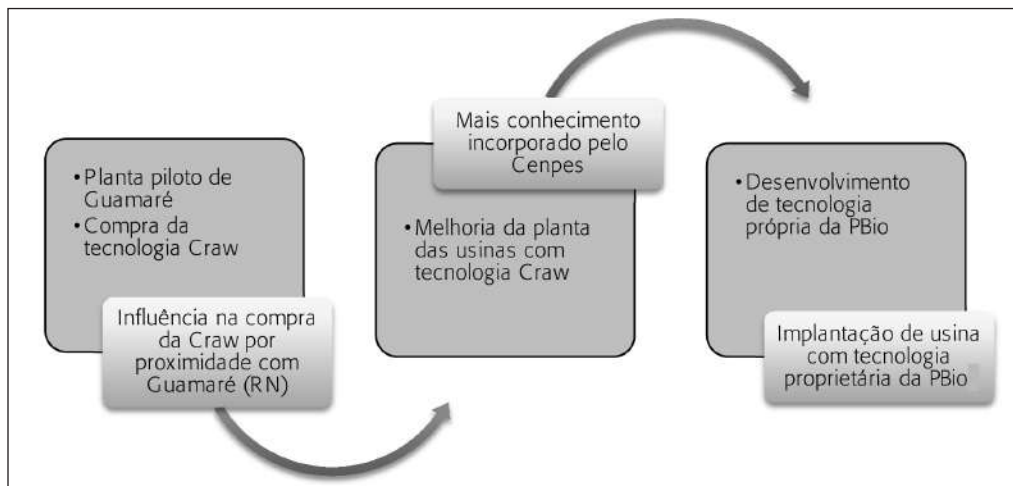 •Planta piloto de
Guamaré
•Compra da
tecnologia Craw
Influência na compra
da Craw por
proximidade com
Guamaré (RN)
Mais conhecimento
incorporado pelo
Cenpes
•Melhoria da planta
das usinas com
tecnologia Craw
•Desenvolvimento
de tecnologia
própria da PBio
Implantação de usina
com tecnologia
proprietária da PBio